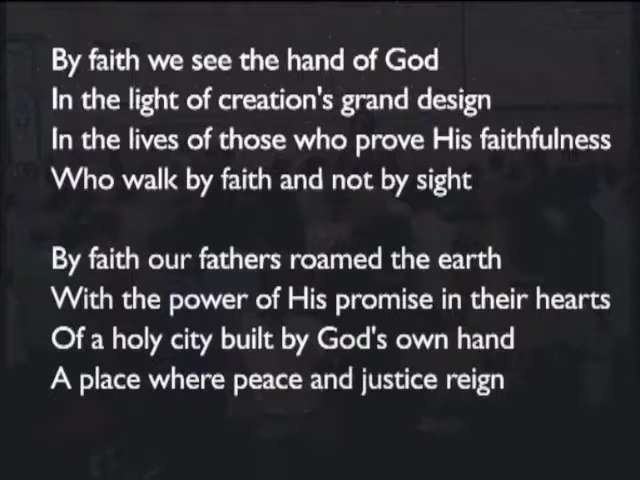 By faith we see the hand of God
In the light of creation's grand design
In the lives of those who prove His faithfulness
Who walk by faith and not by sight
By faith our fathers roamed the earth
With the power of His promise in their hearts
Of a holy city built by God's own hand
A place where peace and justice reign